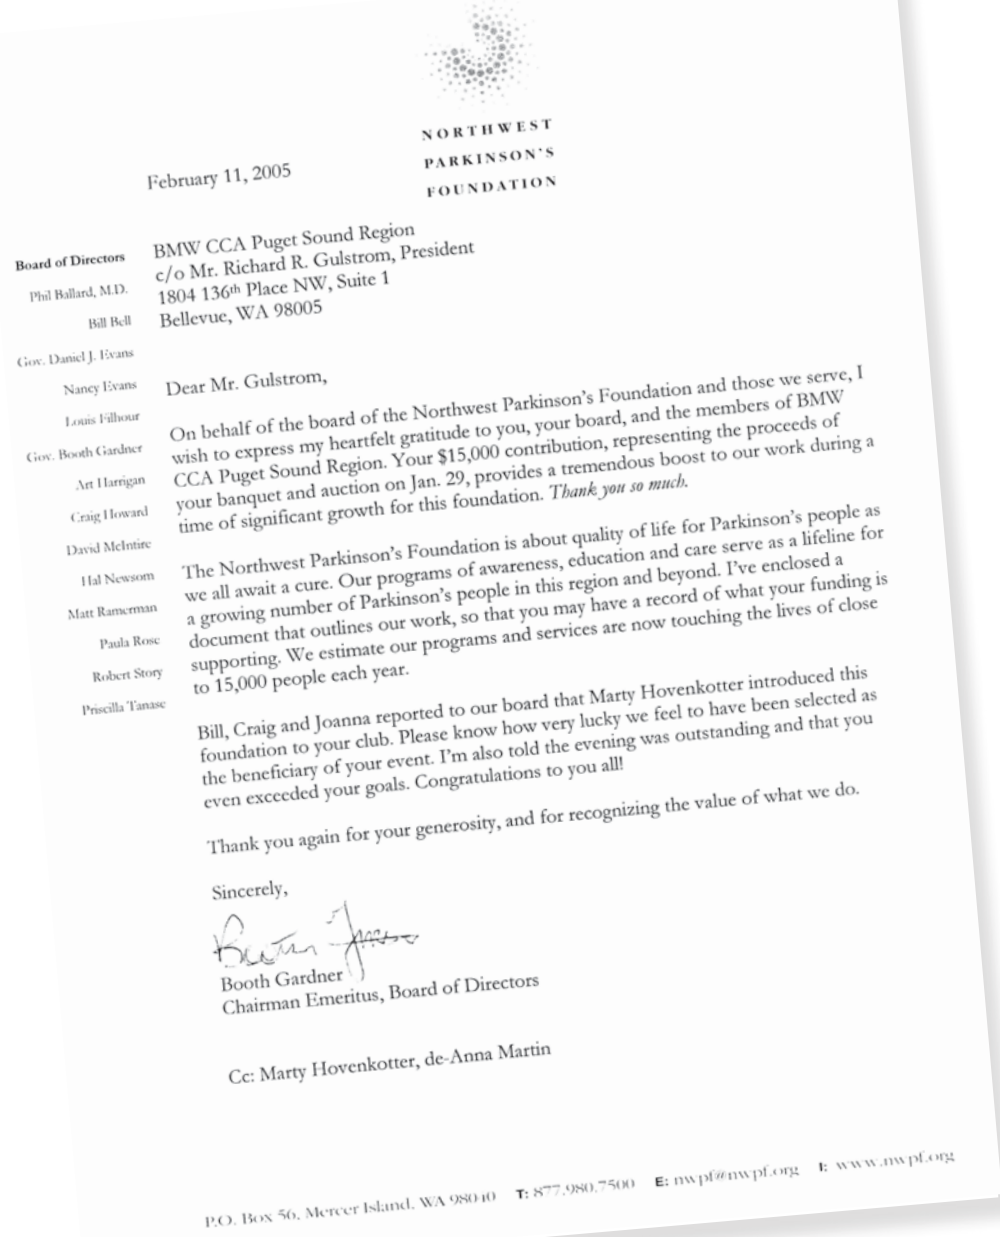 NORTHWEST
PARKINSON'S
FOUNDATION
February 11, 2005
BMW CCA Puget Sound Region
c/o Mr. Richard R. Gulstrom, President
1804 136th Place NW, Suite 1
Bellevue, WA 98005
Board of Directors
Phil Ballard, M.D.
Bill Bell
Gov. Daniel J. Evans
Nancy Evans
Louis Filhour
Gov. Booth Gardner
Art Harrigan
Craig Howard
David McIntire
Hal Newsom
Matt Ramerman
Paula Rose
Robert Story
Priscilla Tanase
Dear Mr. Gulstrom,
On behalf of the board of the Northwest Parkinson's Foundation and those we serve, I
wish to express my heartfelt gratitude to you, your board, and the members of BMW
CCA Puget Sound Region. Your $15,000 contribution, representing the proceeds of
your banquet and auction on Jan. 29, provides a tremendous boost to our work during a
time of significant growth for this foundation. Thank you so much.
The Northwest Parkinson's Foundation is about quality of life for Parkinson's people as
we all await a cure. Our programs of awareness, education and care serve as a lifeline for
a growing number of Parkinson's people in this region and beyond. I've enclosed a
document that outlines our work, so that you may have a record of what your funding is
supporting. We estimate our programs and services are now touching the lives of close
to 15,000 people each year.
Bill, Craig and Joanna reported to our board that Marty Hovenkotter introduced this
foundation to your club. Please know how very lucky we feel to have been selected as
the beneficiary of your event. I'm also told the evening was outstanding and that you
even exceeded your goals. Congratulations to you all!
Thank you again for your generosity, and for recognizing the value of what we do.
Sincerely,
Booth Gardner
Chairman Emeritus, Board of Directors
Cc: Marty Hovenkotter, de-Anna Martin
P.O. Box 56, Mercer Island, WA 98040 T: 877.980.7500 E: nwpf@nwpf.org I: www.nwpf.org